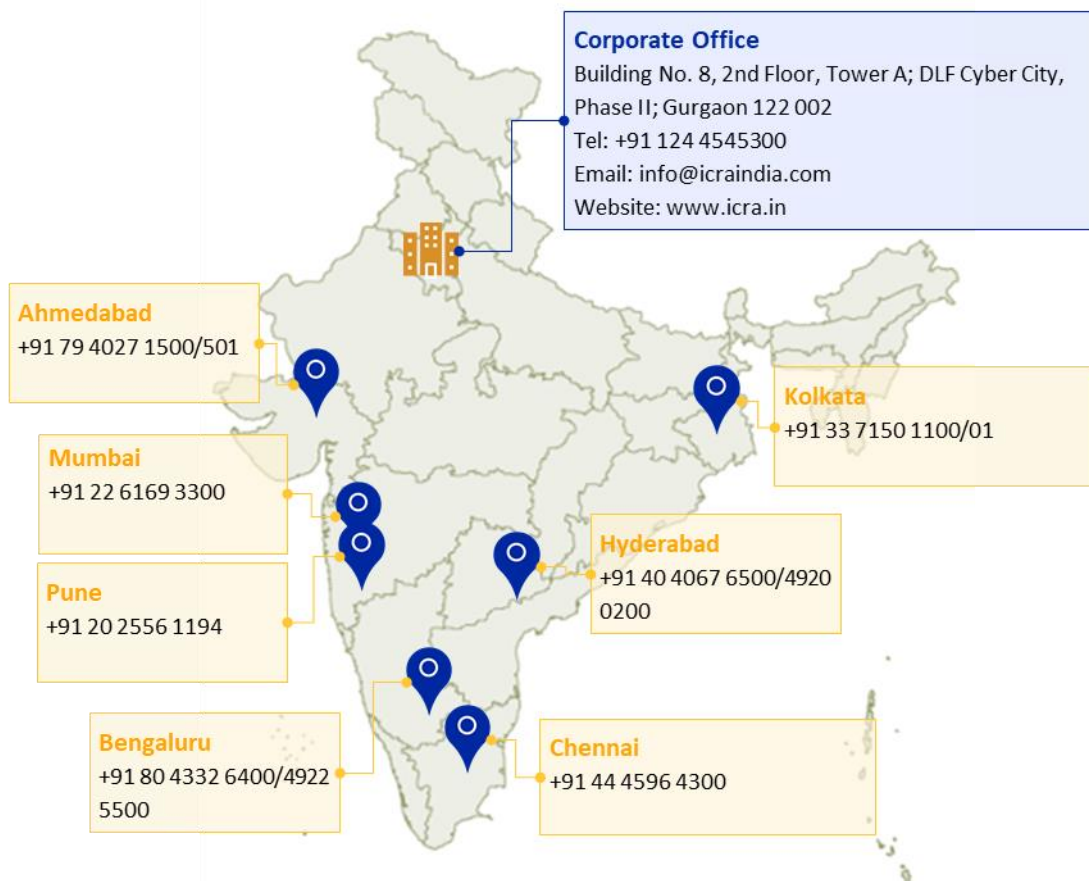 Corporate Office
Building No. 8, 2nd Floor, Tower A; DLF Cyber City,
Phase II; Gurgaon 122 002
Tel: +91 124 4545300
Email: info@icraindia.com
Website: www.icra.in
Ahmedabad
+91 79 4027 1500/501
Kolkata
+91 33 7150 1100/01
Mumbai
+91 22 6169 3300
Hyderabad
+91 40 4067 6500/4920
0200
Pune
+91 20 2556 1194
Bengaluru
+91 80 4332 6400/4922
5500
Chennai
+91 44 4596 4300